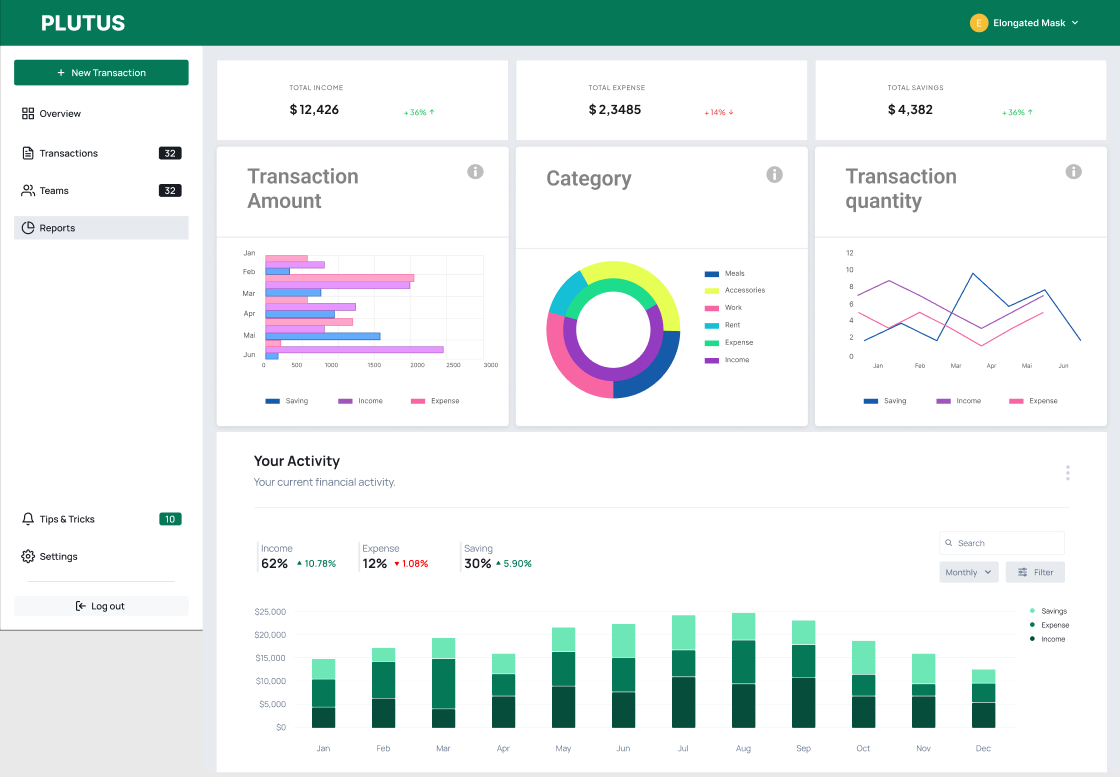 PLUTUS
E
Elongated Mask
+ New Transaction
Overview
Transactions 32
Teams 32
Reports
Tips & Tricks 10
Settings
Log out
TOTAL INCOME
$ 12,426 +36% ↑
TOTAL EXPENSE
$ 2,3485 +14% ↓
TOTAL SAVINGS
$ 4,382 +36% ↑
Transaction
Amount
Jan
Feb
Mar
Apr
Mai
Jun
0 500 1000 1500 2000 2500 3000
Saving Income Expense
Category
Meals
Accessories
Work
Rent
Expense
Income
Transaction
quantity
12
10
8
6
4
2
0
Jan Feb Mar Apr Mai Jun
Saving Income Expense
Your Activity
Your current financial activity.
Income
62% 10.78%
Expense
12% 1.08%
Saving
30% 5.90%
Search
Monthly
Filter
$25,000
$20,000
$15,000
$10,000
$5,000
$0
Jan Feb Mar Apr May Jun Jul Aug Sep Oct Nov Dec
Savings
Expense
Income